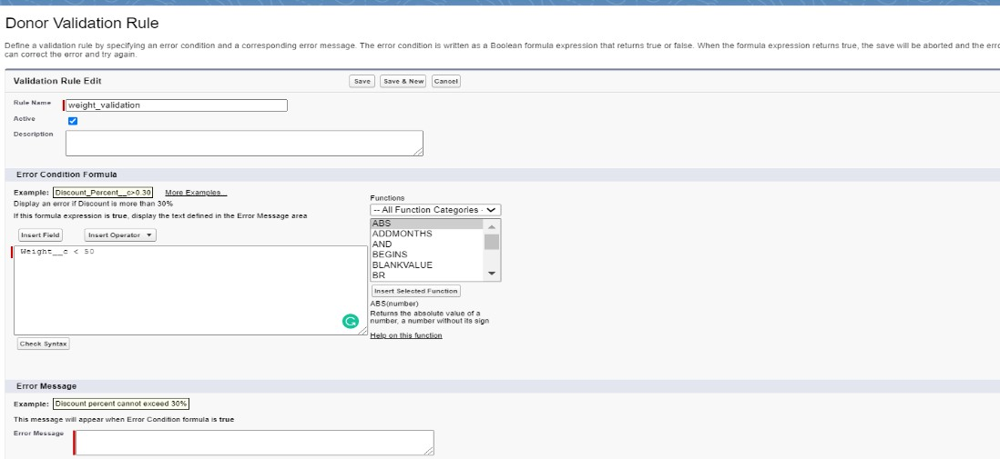 Donor Validation Rule
Define a validation rule by specifying an error condition and a corresponding error message. The error condition is written as a Boolean formula expression that returns true or false. When the formula expression returns true, the save will be aborted and the erro
can correct the error and try again.
Validation Rule Edit Save Save & New Cancel
Rule Name weight_validation
Active
Description
Error Condition Formula
Example: Discount_Percent__c>0.30 More Examples...
Display an error if Discount is more than 30%
If this formula expression is true, display the text defined in the Error Message area
Insert Field Insert Operator
Weight__c < 50
Functions
-- All Function Categories -
ABS
ADDMONTHS
AND
BEGINS
BLANKVALUE
BR
Insert Selected Function
ABS(number)
Returns the absolute value of a
number, a number without its sign
Help on this function
Check Syntax
Error Message
Example: Discount percent cannot exceed 30%
This message will appear when Error Condition formula is true
Error Message